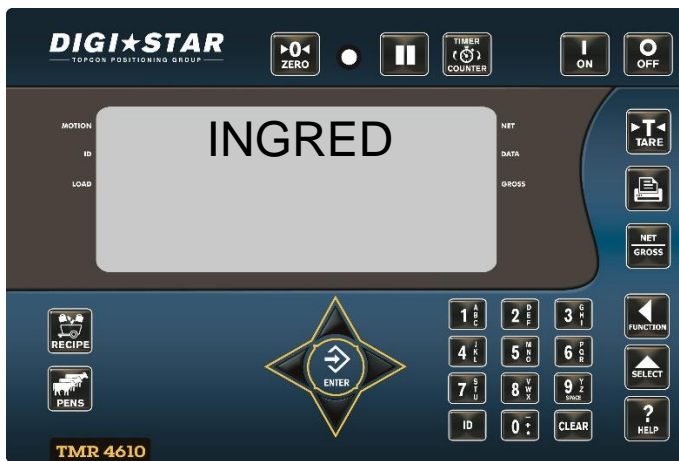 DIGI★STAR
TOPCON POSITIONING GROUP
0
ZERO
TIMER
COUNTER
I
ON
O
OFF
MOTION
ID
LOAD
INGRED
NET
DATA
GROSS
T
TARE
NET
GROSS
RECIPE
PENS
ENTER
1 A B C
2 D E F
3 G H I
4 J K L
5 M N O
6 P Q R
7 S T U
8 V W X
9 Y Z SPACE
ID
0 - * .
CLEAR
FUNCTION
SELECT
?
HELP
TMR 4610